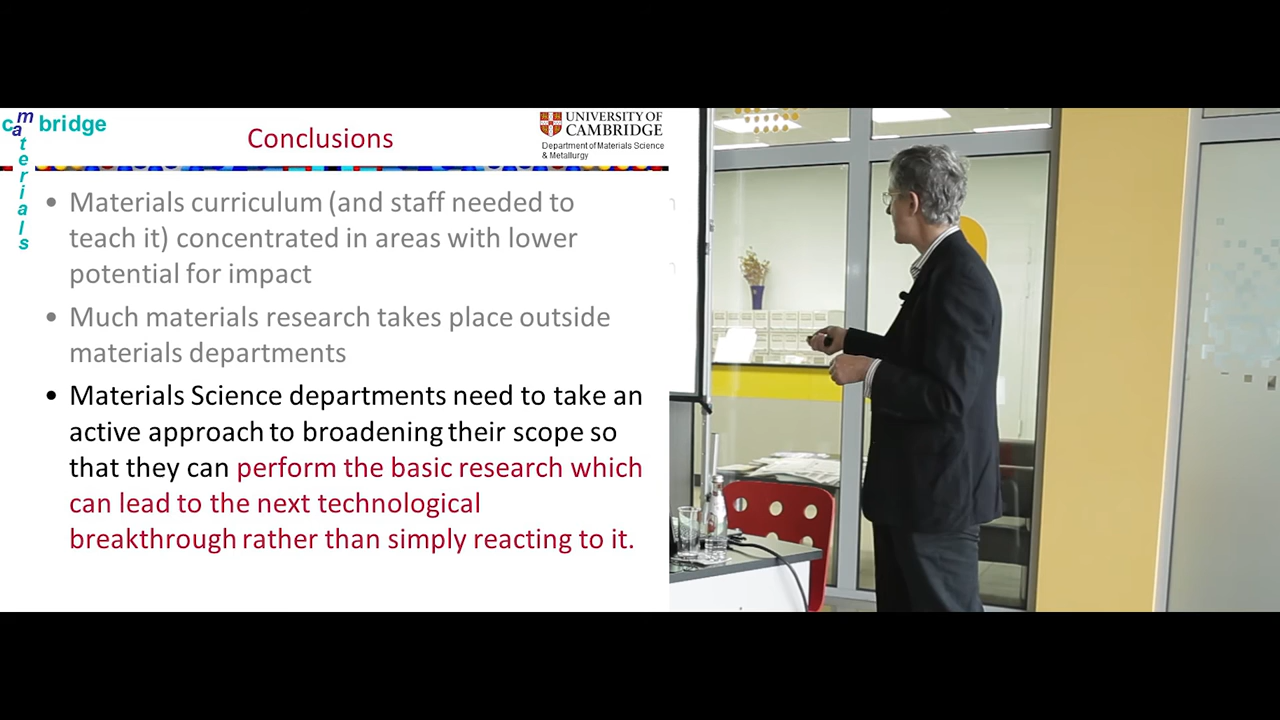 cambridge
materials
Conclusions
UNIVERSITY OF
CAMBRIDGE
Department of Materials Science
& Metallurgy
• Materials curriculum (and staff needed to
teach it) concentrated in areas with lower
potential for impact
• Much materials research takes place outside
materials departments
• Materials Science departments need to take an
active approach to broadening their scope so
that they can perform the basic research which
can lead to the next technological
breakthrough rather than simply reacting to it.